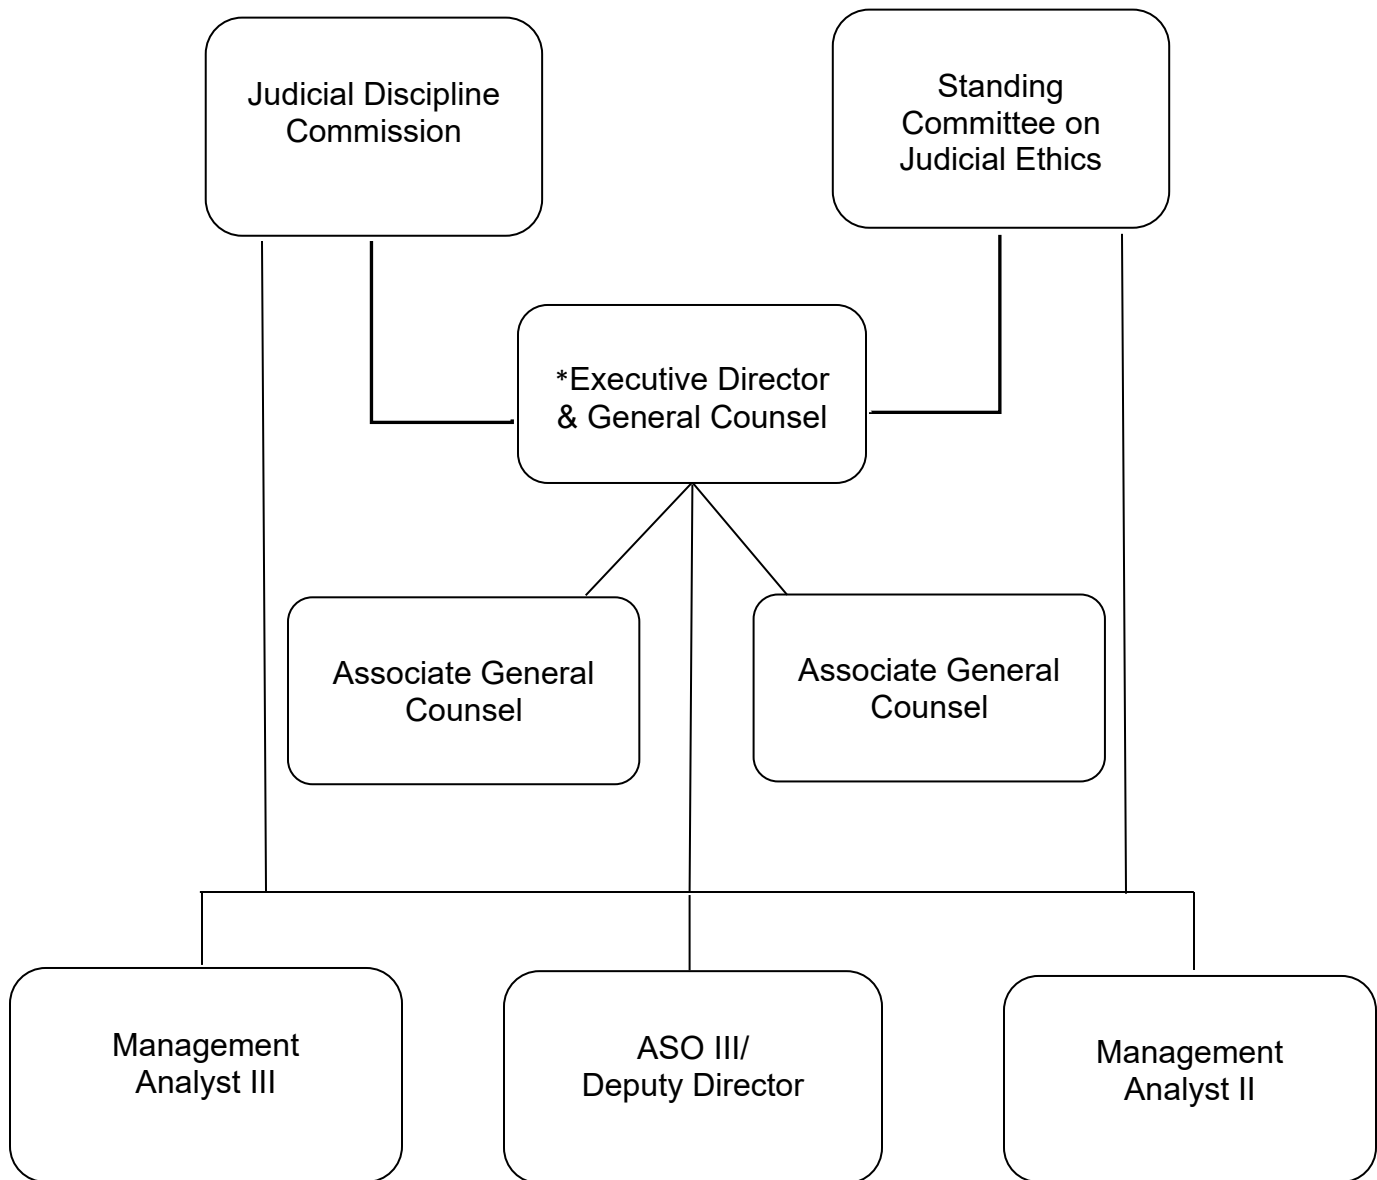 Judicial Discipline
Commission
Standing
Committee on
Judicial Ethics
*Executive Director
& General Counsel
Associate General
Counsel
Associate General
Counsel
Management
Analyst III
ASO III/
Deputy Director
Management
Analyst II